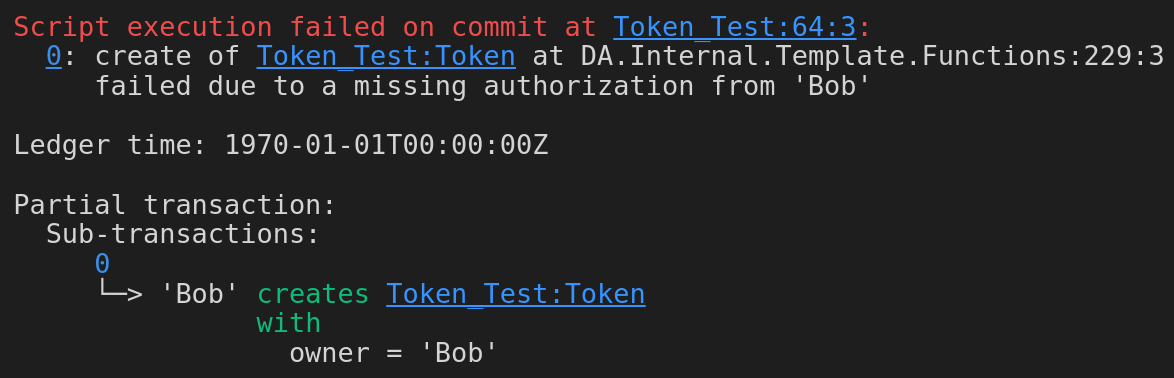 Script execution failed on commit at Token_Test:64:3:
  0: create of Token_Test:Token at DA.Internal.Template.Functions:229:3
     failed due to a missing authorization from 'Bob'

Ledger time: 1970-01-01T00:00:00Z

Partial transaction:
  Sub-transactions:
     0
     └─> 'Bob' creates Token_Test:Token
               with
                 owner = 'Bob'